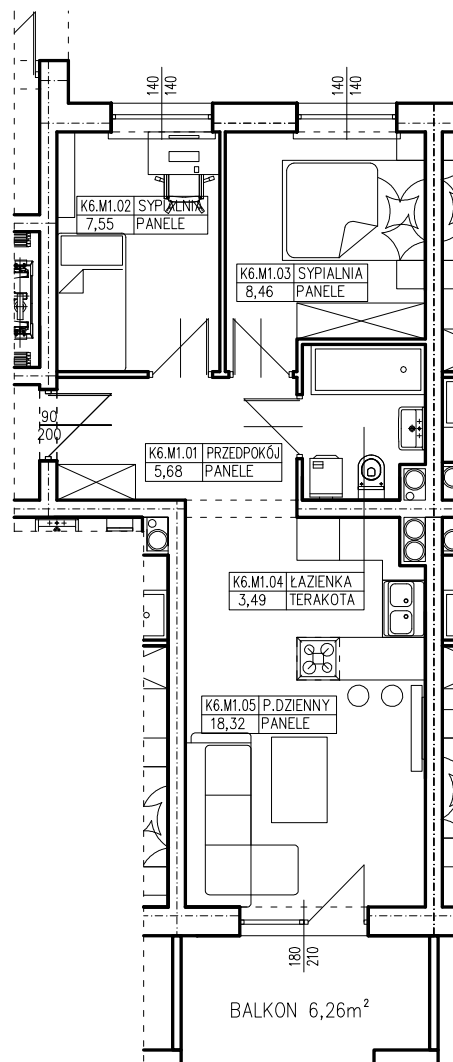 140
140
140
140
K6.M1.02 SYPIALNIA
7,55 PANELE
K6.M1.03 SYPIALNIA
8,46 PANELE
90
200
K6.M1.01 PRZEDPOKÓJ
5,68 PANELE
K6.M1.04 ŁAZIENKA
3,49 TERAKOTA
K6.M1.05 P.DZIENNY
18,32 PANELE
180
210
BALKON 6,26m²